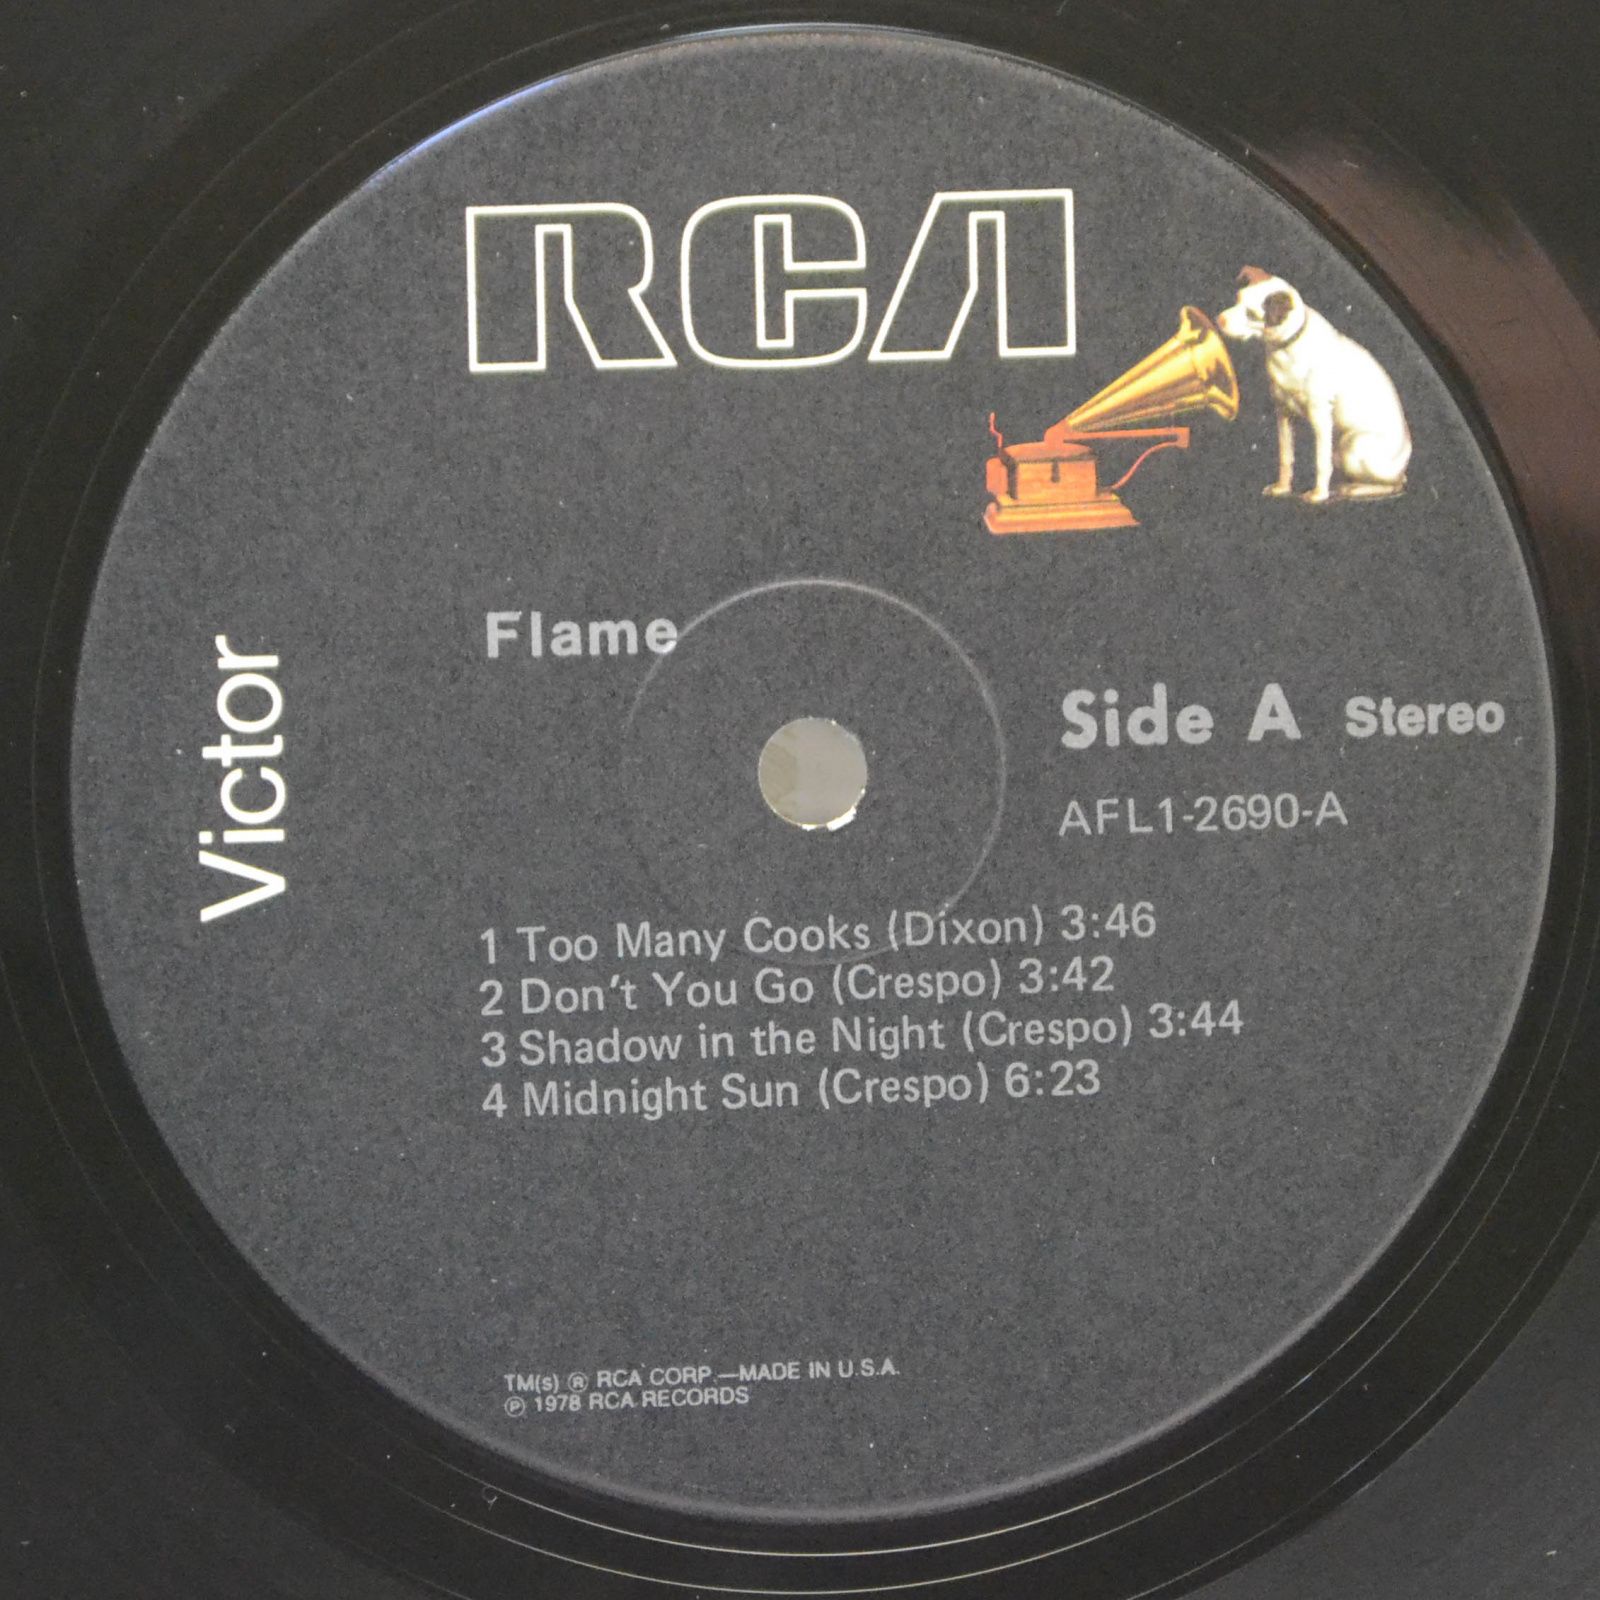 RCA
Victor
Flame
Side A Stereo
AFL1-2690-A
1 Too Many Cooks (Dixon) 3:46
2 Don't You Go (Crespo) 3:42
3 Shadow in the Night (Crespo) 3:44
4 Midnight Sun (Crespo) 6:23
TM(s) ® RCA CORP.—MADE IN U.S.A.
℗ 1978 RCA RECORDS